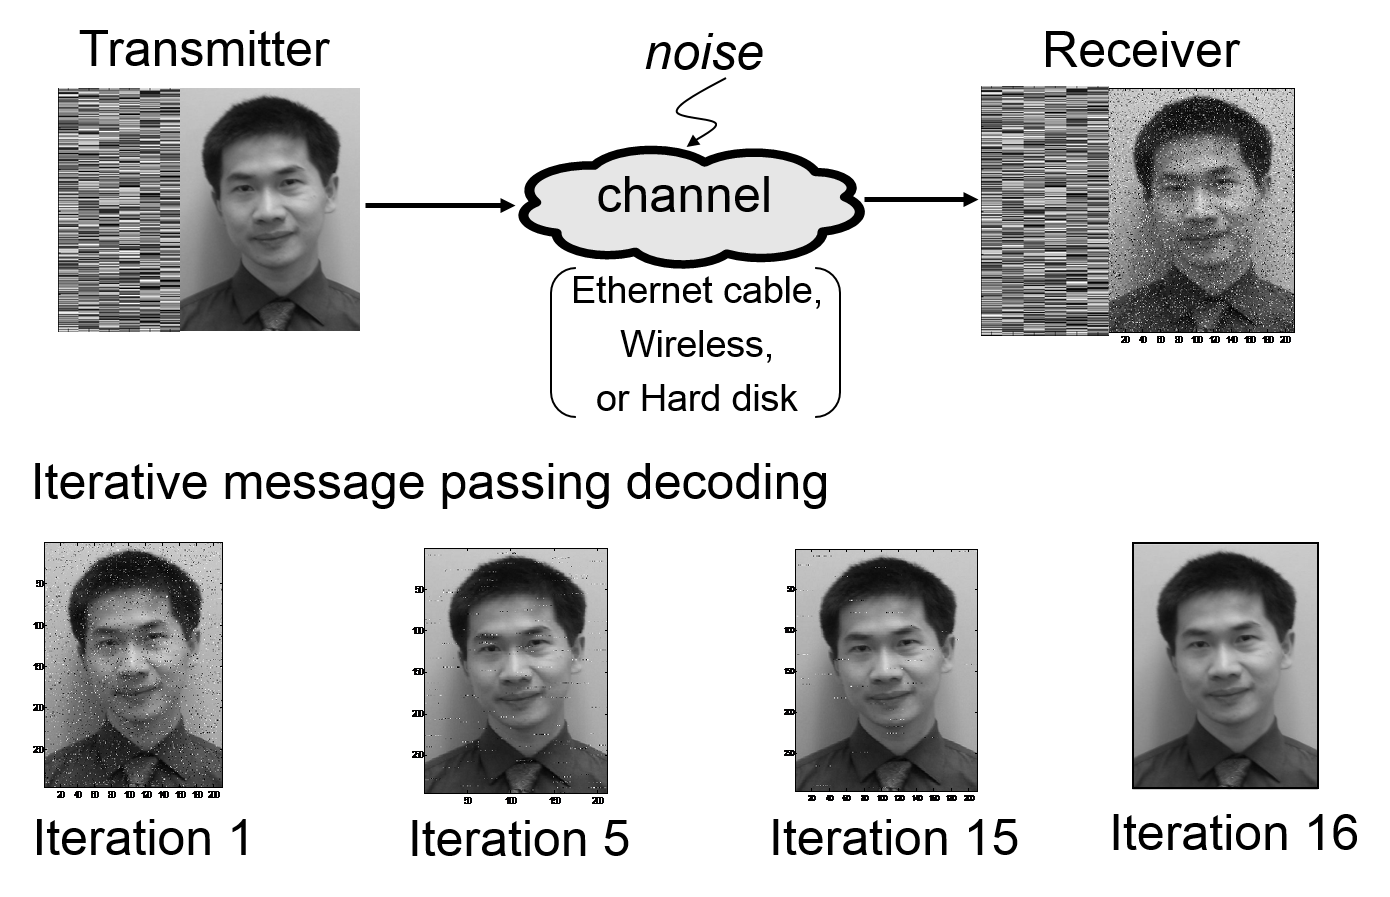 Transmitter
noise
Receiver
channel
Ethernet cable,
Wireless,
or Hard disk
20 40 60 80 100 120 140 160 180 200
Iterative message passing decoding
50
100
150
200
250
20 40 60 80 100 120 140 160 180 200
50
100
150
200
250
50 100 150 200
50
100
150
200
250
20 40 60 80 100 120 140 160 180 200
Iteration 1
Iteration 5
Iteration 15
Iteration 16